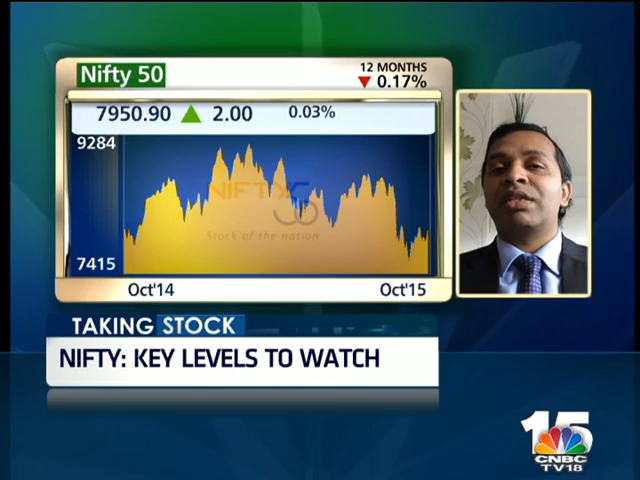 Nifty 50
12 MONTHS
▼ 0.17%
7950.90 ▲ 2.00 0.03%
9284
NIFTY50
Stock of the nation
7415
Oct'14 Oct'15
TAKING STOCK
NIFTY: KEY LEVELS TO WATCH
15
CNBC
TV18